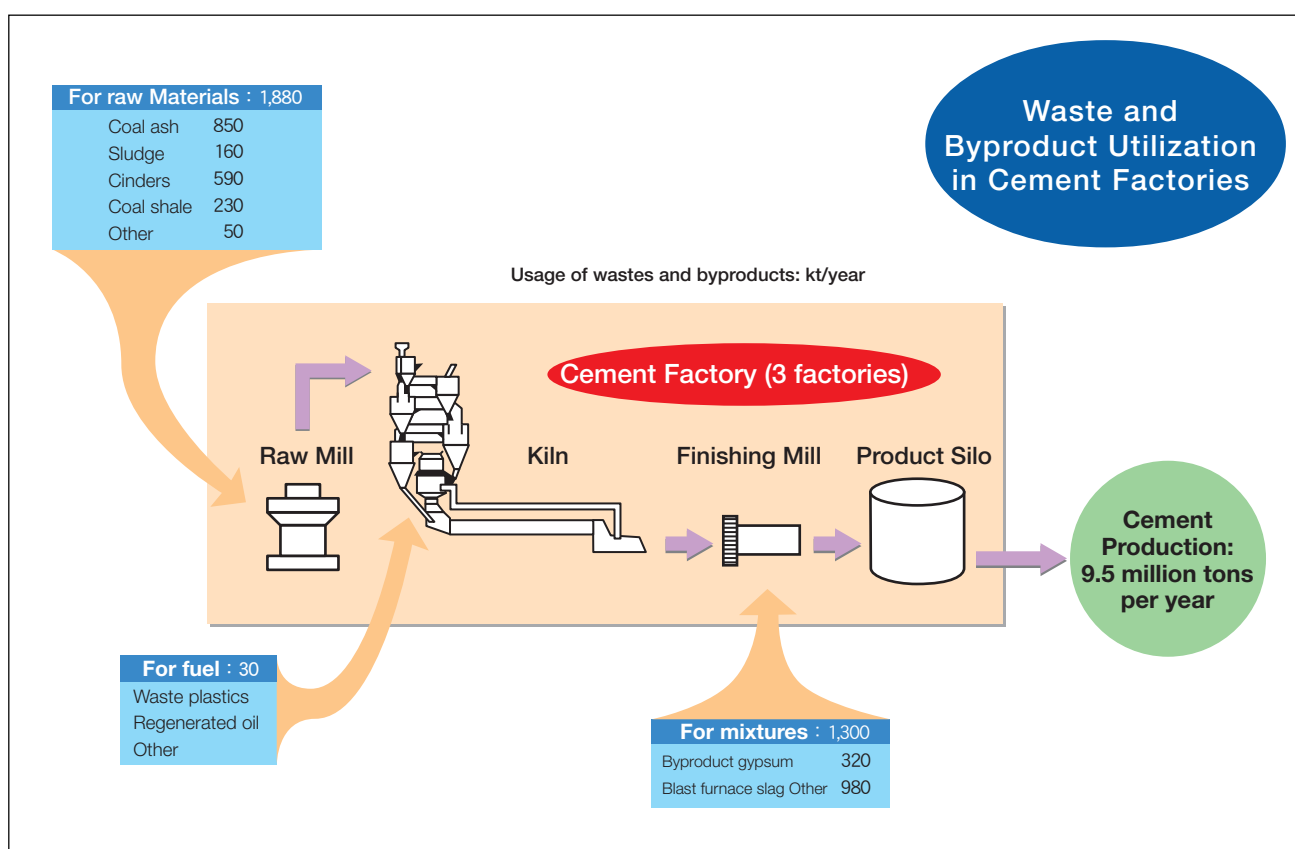 Waste and
Byproduct Utilization
in Cement Factories
For raw Materials : 1,880
Coal ash 850
Sludge 160
Cinders 590
Coal shale 230
Other 50
Usage of wastes and byproducts: kt/year
Cement Factory (3 factories)
Raw Mill
Kiln
Finishing Mill
Product Silo
Cement
Production:
9.5 million tons
per year
For fuel : 30
Waste plastics
Regenerated oil
Other
For mixtures : 1,300
Byproduct gypsum 320
Blast furnace slag Other 980